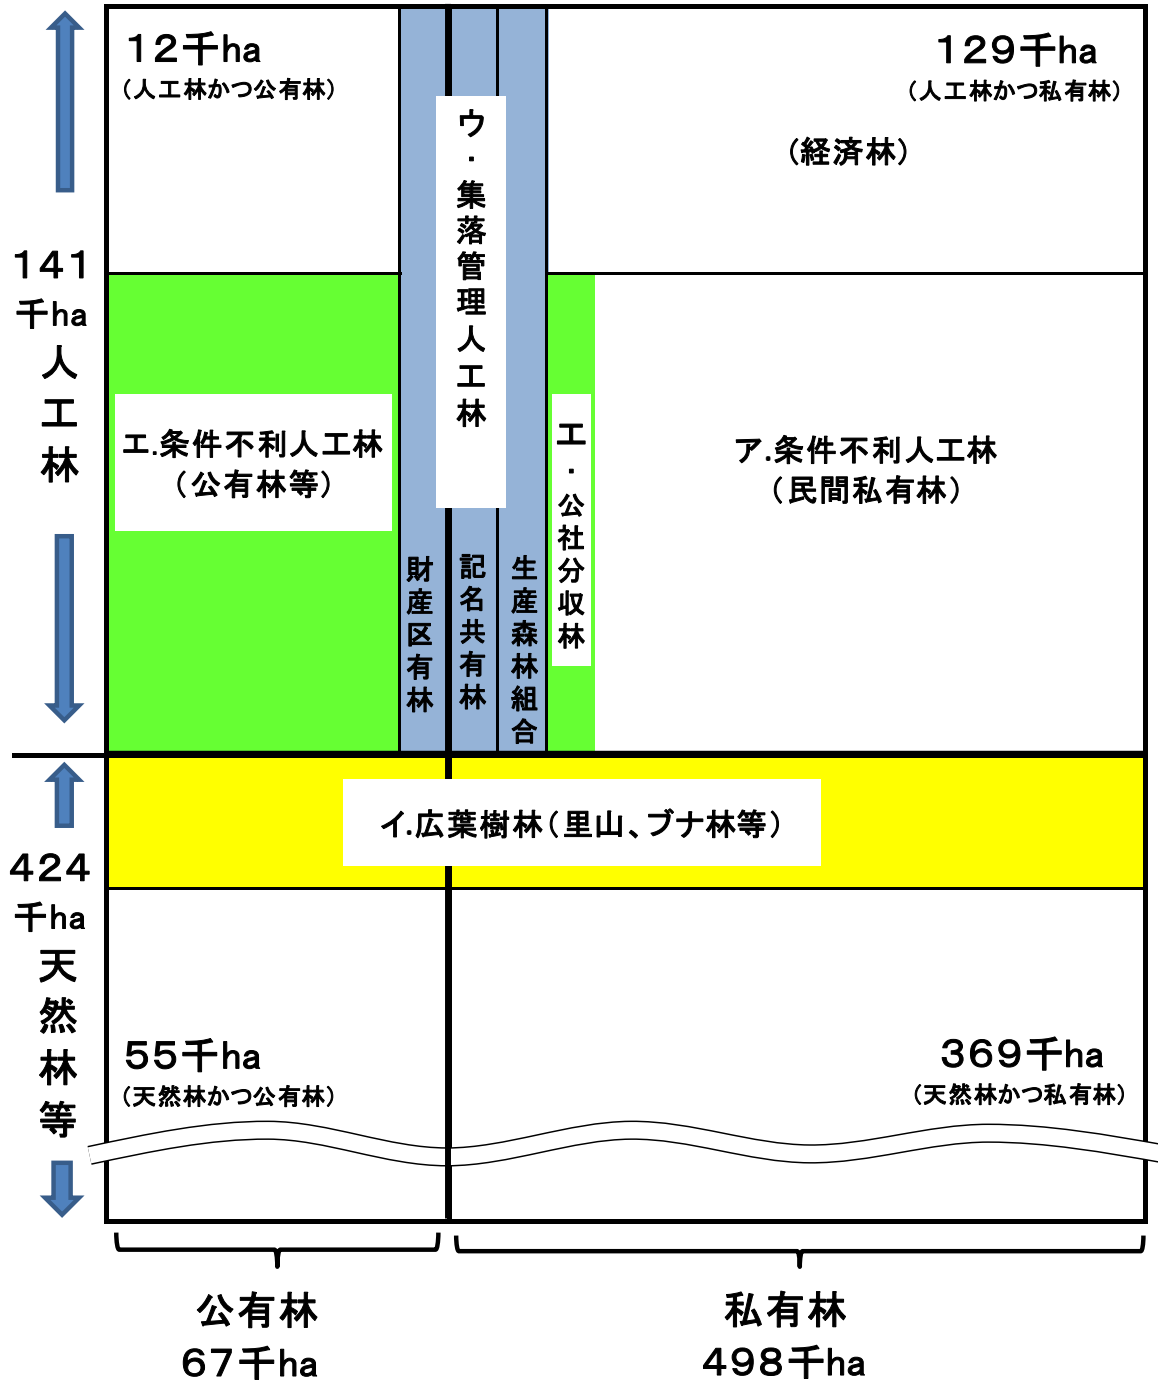 12千ha
（人工林かつ公有林）
129千ha
（人工林かつ私有林）
（経済林）
ウ・集落管理人工林
141
千ha
人工林
エ.条件不利人工林
（公有林等）
エ・公社分収林
ア.条件不利人工林
（民間私有林）
財産区有林
記名共有林
生産森林組合
イ.広葉樹林（里山、ブナ林等）
424
千ha
天然林等
55千ha
（天然林かつ公有林）
369千ha
（天然林かつ私有林）
公有林
67千ha
私有林
498千ha